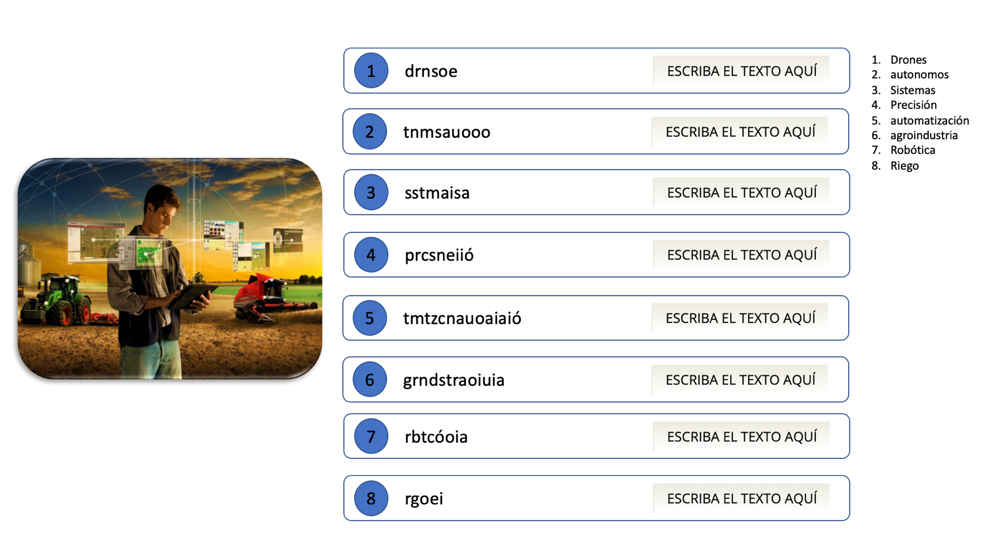 1 drnsoe ESCRIBA EL TEXTO AQUÍ
2 tnmsauooo ESCRIBA EL TEXTO AQUÍ
3 sstmaisa ESCRIBA EL TEXTO AQUÍ
4 prcsneiió ESCRIBA EL TEXTO AQUÍ
5 tmtzcnauoaiaió ESCRIBA EL TEXTO AQUÍ
6 grndstraoiuia ESCRIBA EL TEXTO AQUÍ
7 rbtcóoia ESCRIBA EL TEXTO AQUÍ
8 rgoei ESCRIBA EL TEXTO AQUÍ
1. Drones
2. autonomos
3. Sistemas
4. Precisión
5. automatización
6. agroindustria
7. Robótica
8. Riego